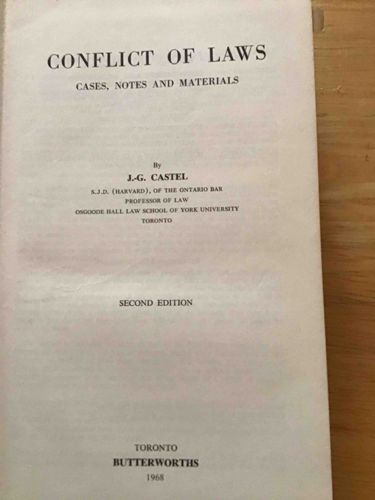 CONFLICT OF LAWS
CASES, NOTES AND MATERIALS
By
J.-G. CASTEL
S.J.D. (HARVARD), OF THE ONTARIO BAR
PROFESSOR OF LAW
OSGOODE HALL LAW SCHOOL OF YORK UNIVERSITY
TORONTO
SECOND EDITION
TORONTO
BUTTERWORTHS
1968